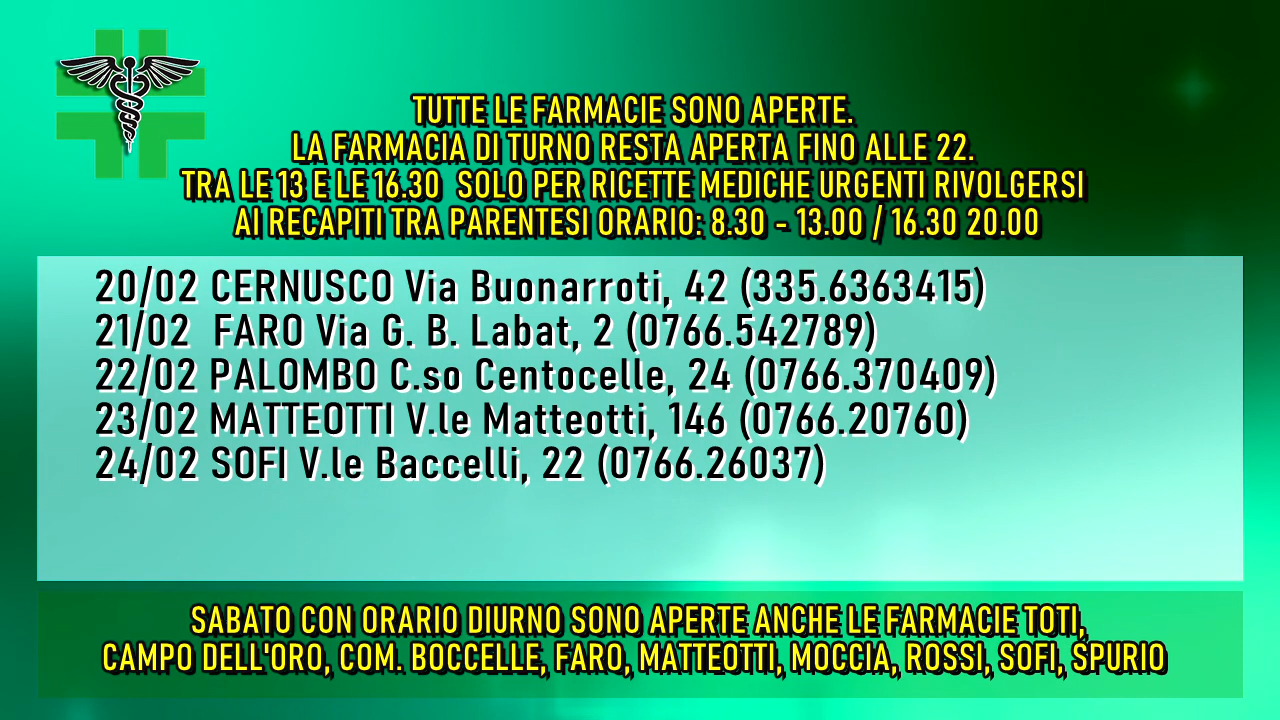 TUTTE LE FARMACIE SONO APERTE.
LA FARMACIA DI TURNO RESTA APERTA FINO ALLE 22.
TRA LE 13 E LE 16.30 SOLO PER RICETTE MEDICHE URGENTI RIVOLGERSI
AI RECAPITI TRA PARENTESI ORARIO: 8.30 - 13.00 / 16.30 20.00
20/02 CERNUSCO Via Buonarroti, 42 (335.6363415)
21/02 FARO Via G. B. Labat, 2 (0766.542789)
22/02 PALOMBO C.so Centocelle, 24 (0766.370409)
23/02 MATTEOTTI V.le Matteotti, 146 (0766.20760)
24/02 SOFI V.le Baccelli, 22 (0766.26037)
SABATO CON ORARIO DIURNO SONO APERTE ANCHE LE FARMACIE TOTI,
CAMPO DELL'ORO, COM. BOCCELLE, FARO, MATTEOTTI, MOCCIA, ROSSI, SOFI, SPURIO